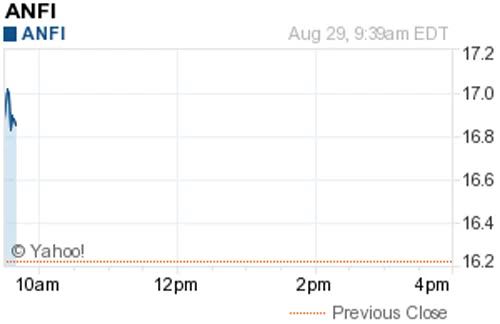 ANFI
ANFI Aug 29, 9:39am EDT
17.2
17.0
16.8
16.6
16.4
16.2
© Yahoo!
10am 12pm 2pm 4pm
Previous Close